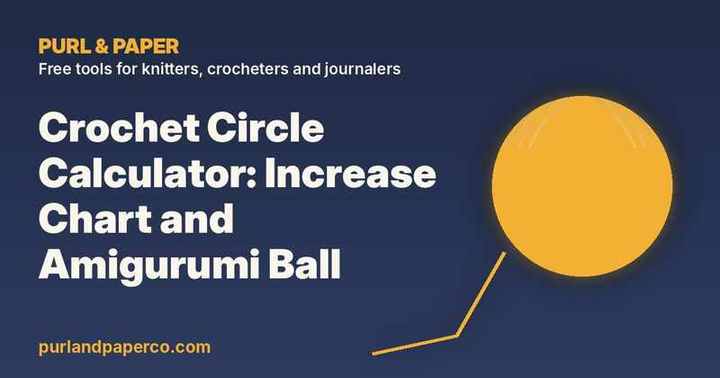 PURL & PAPER
Free tools for knitters, crocheters and journalers
Crochet Circle
Calculator: Increase
Chart and
Amigurumi Ball
purlandpaperco.com